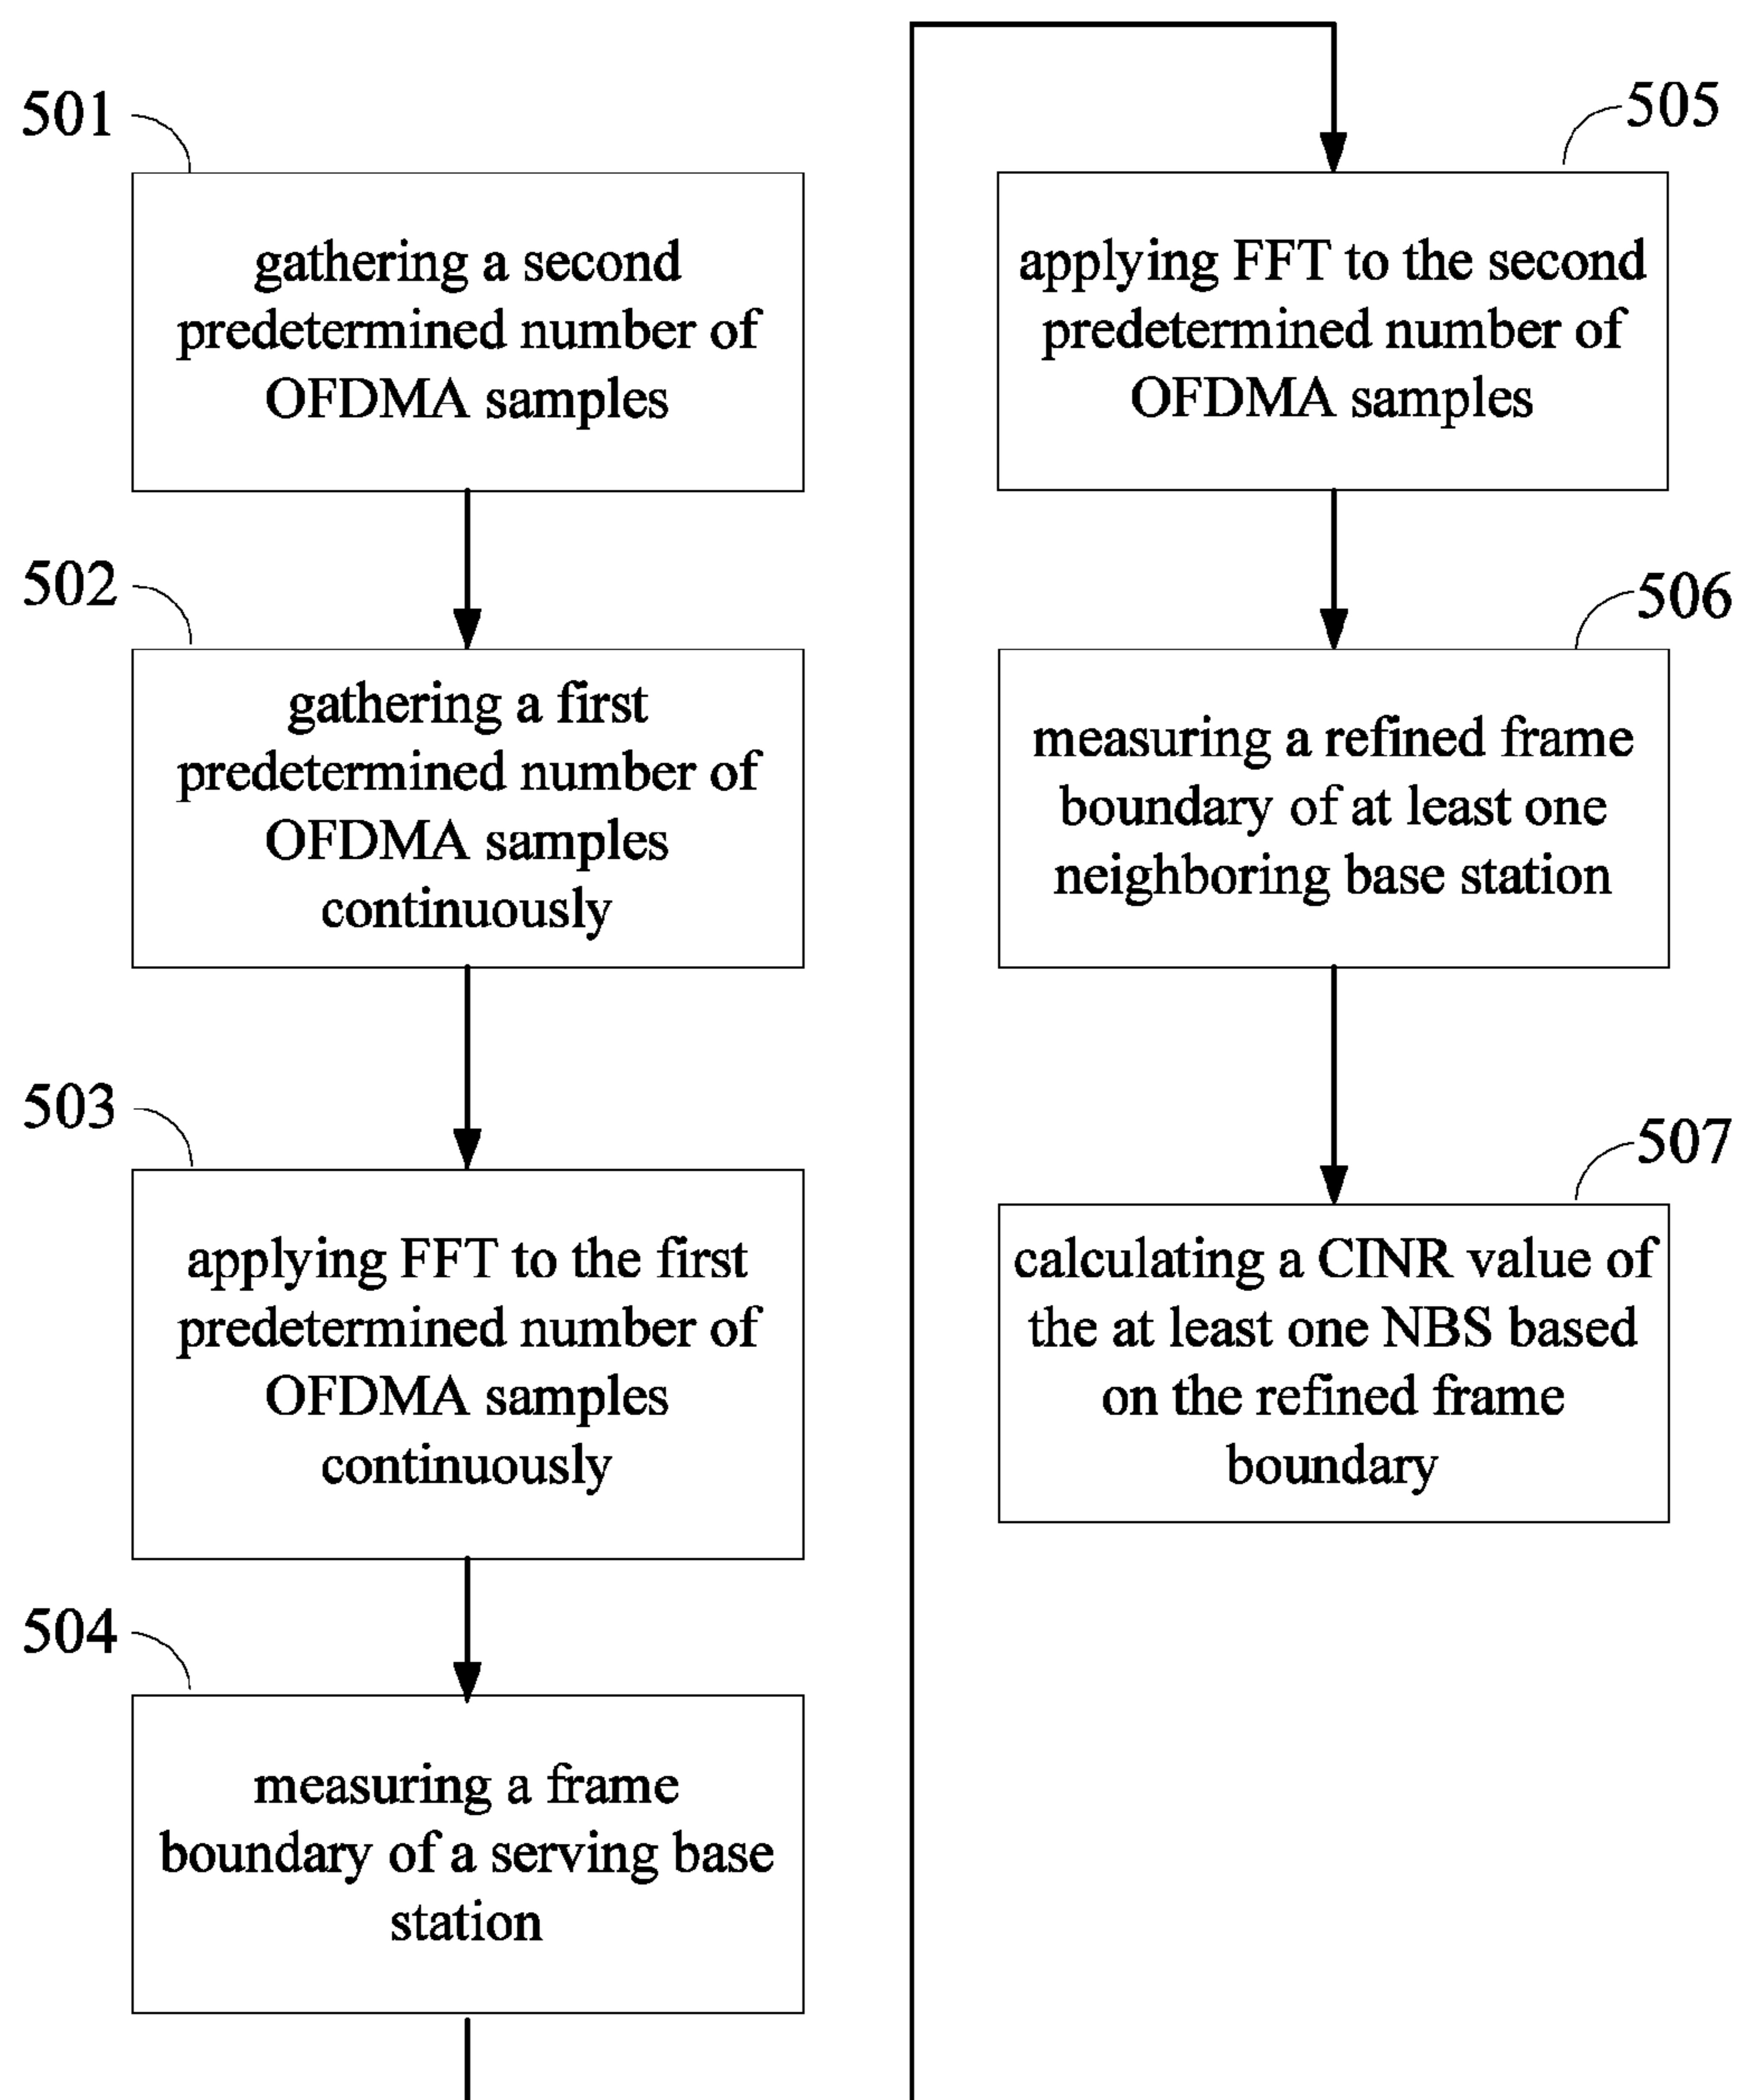 501
gathering a second
predetermined number of
OFDMA samples
502
gathering a first
predetermined number of
OFDMA samples
continuously
503
applying FFT to the first
predetermined number of
OFDMA samples
continuously
504
measuring a frame
boundary of a serving base
station
505
applying FFT to the second
predetermined number of
OFDMA samples
506
measuring a refined frame
boundary of at least one
neighboring base station
507
calculating a CINR value of
the at least one NBS based
on the refined frame
boundary